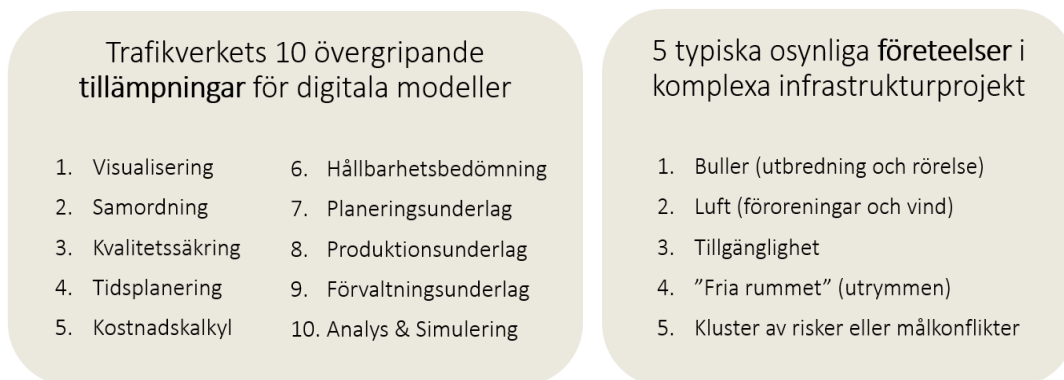 Trafikverkets 10 övergripande
tillämpningar för digitala modeller
1. Visualisering
2. Samordning
3. Kvalitetssäkring
4. Tidsplanering
5. Kostnadskalkyl
6. Hållbarhetsbedömning
7. Planeringsunderlag
8. Produktionsunderlag
9. Förvaltningsunderlag
10. Analys & Simulering
5 typiska osynliga företeelser i
komplexa infrastrukturprojekt
1. Buller (utbredning och rörelse)
2. Luft (föroreningar och vind)
3. Tillgänglighet
4. ”Fria rummet” (utrymmen)
5. Kluster av risker eller målkonflikter